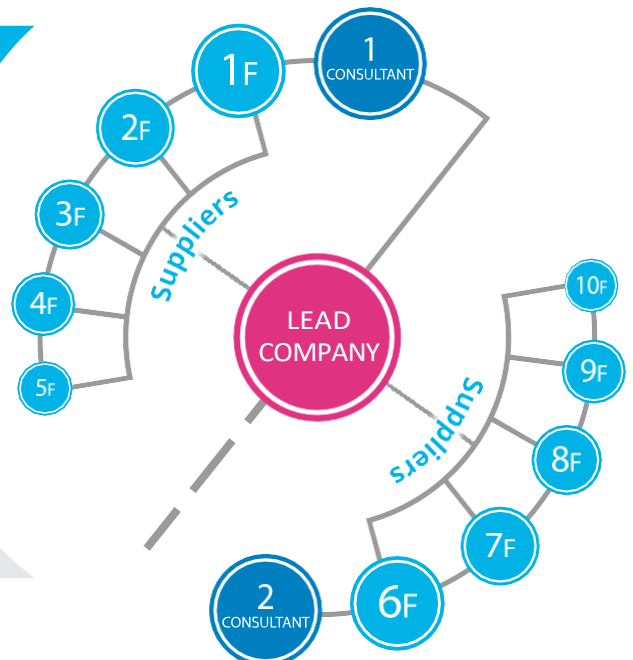 1
CONSULTANT
1F
2F
3F
4F
5F
Suppliers
LEAD
COMPANY
10F
9F
8F
7F
6F
Suppliers
2
CONSULTANT